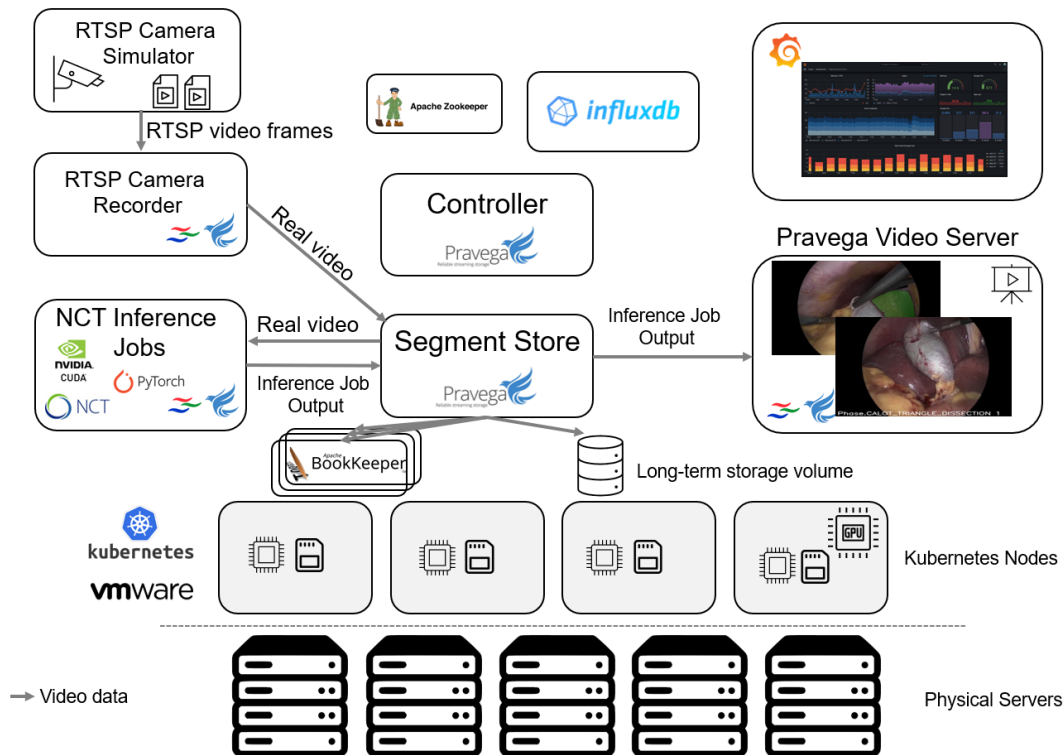 RTSP Camera
Simulator
RTSP video frames
RTSP Camera
Recorder
Apache Zookeeper
influxdb
Controller
Pravega
Reliable streaming storage
Real video
Pravega Video Server
NCT Inference
Jobs
NVIDIA.
CUDA
PyTorch
NCT
Real video
Inference Job
Output
Segment Store
Pravega
Reliable streaming storage
Inference Job
Output
Phase.CALOT_TRIANGLE_DISSECTION 1
Apache
BookKeeper
Long-term storage volume
kubernetes
vmware
GPU
Kubernetes Nodes
Video data
Physical Servers